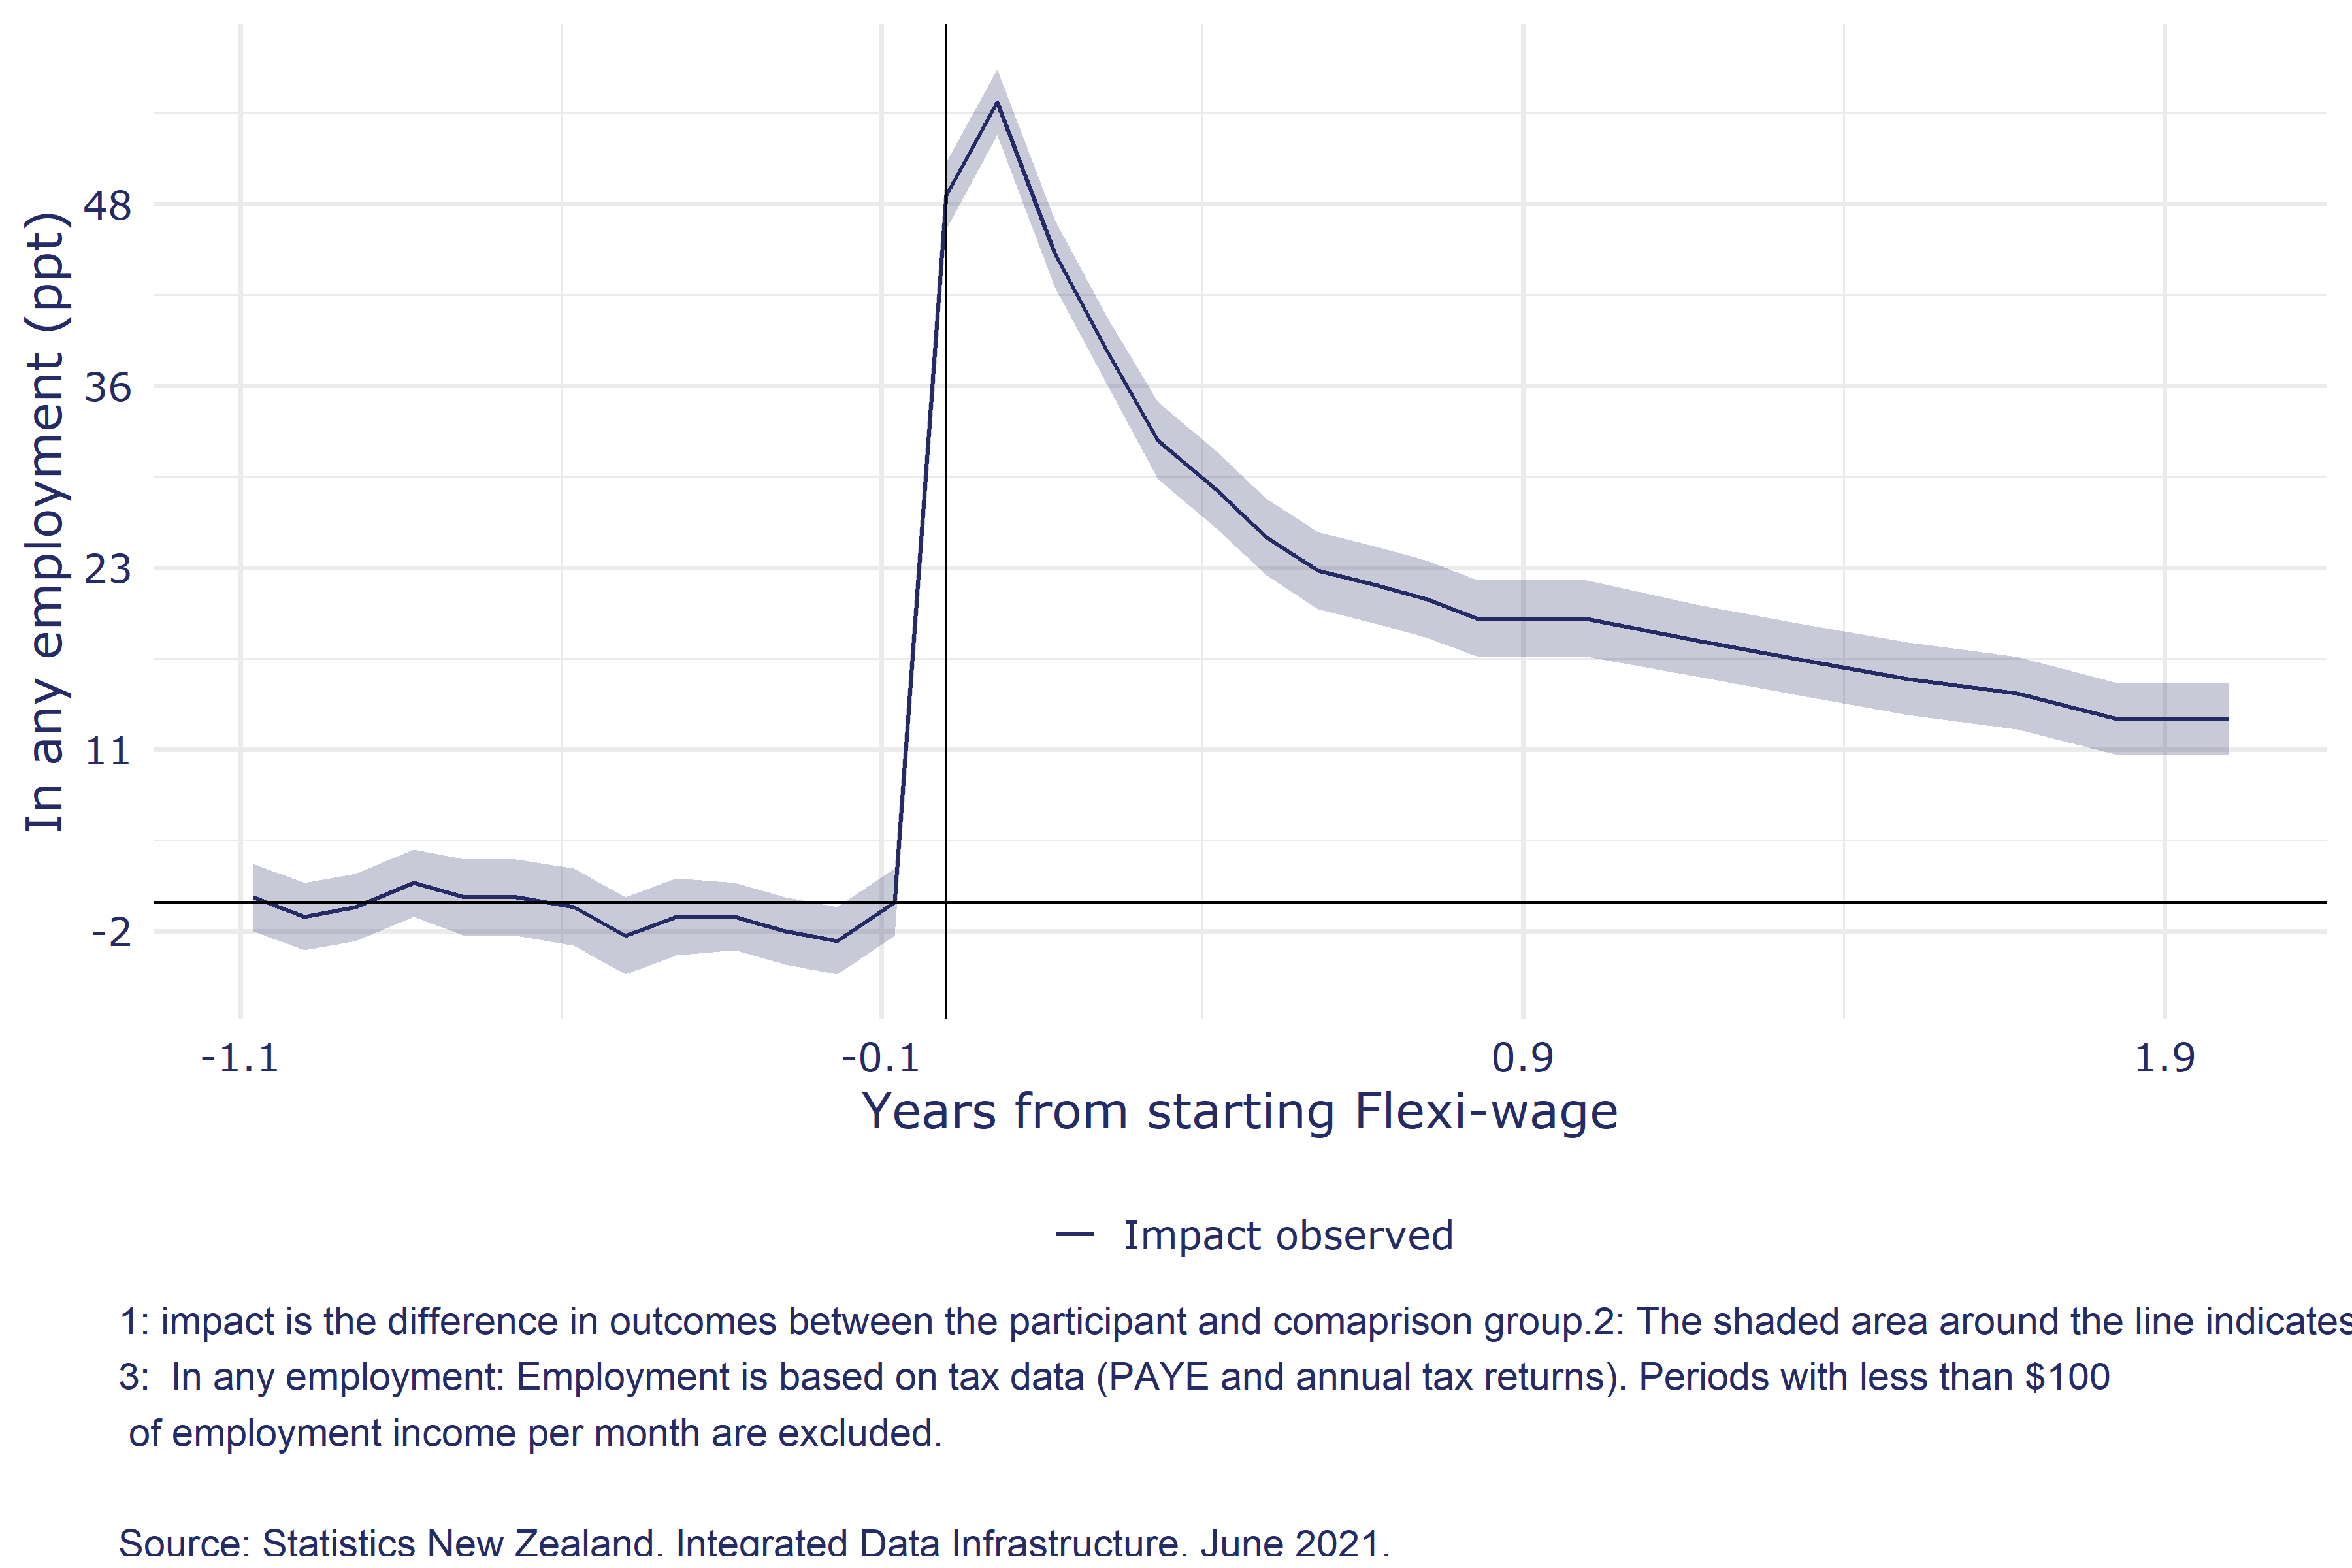 In any employment (ppt)
48
36
23
11
-2
-1.1
-0.1
0.9
1.9
Years from starting Flexi-wage
Impact observed
1: impact is the difference in outcomes between the participant and comaprison group.2: The shaded area around the line indicates
3:  In any employment: Employment is based on tax data (PAYE and annual tax returns). Periods with less than $100
of employment income per month are excluded.
Source: Statistics New Zealand, Integrated Data Infrastructure, June 2021.